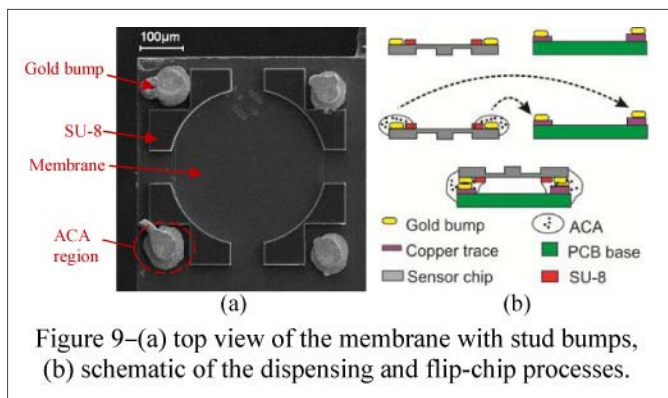 100µm
Gold bump
SU-8
Membrane
ACA
region
(a)
Gold bump
ACA
Copper trace
PCB base
Sensor chip
SU-8
(b)
Figure 9–(a) top view of the membrane with stud bumps,
(b) schematic of the dispensing and flip-chip processes.